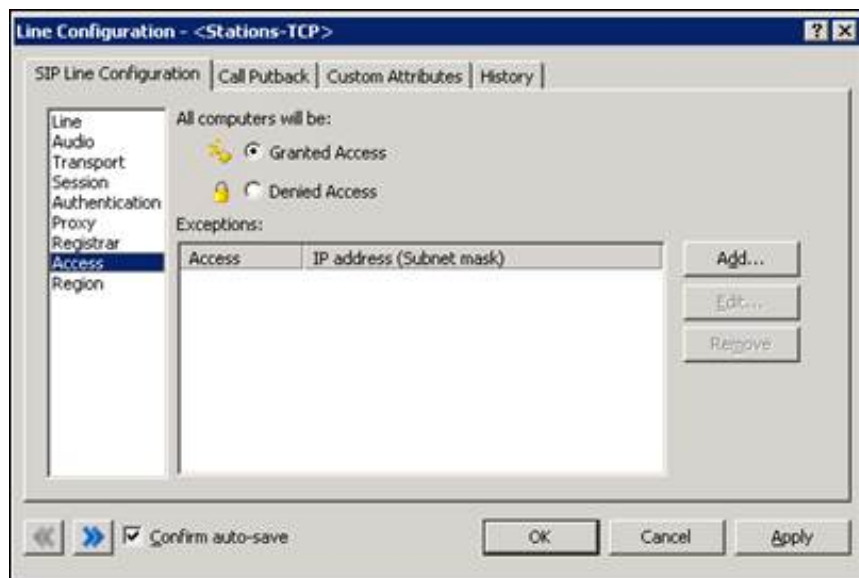 Line Configuration - <Stations-TCP>
SIP Line Configuration
Call Putback
Custom Attributes
History
Line
Audio
Transport
Session
Authentication
Proxy
Registrar
Access
Region
All computers will be:
Granted Access
Denied Access
Exceptions:
Access
IP address (Subnet mask)
Add...
Edit...
Remove
Confirm auto-save
OK
Cancel
Apply